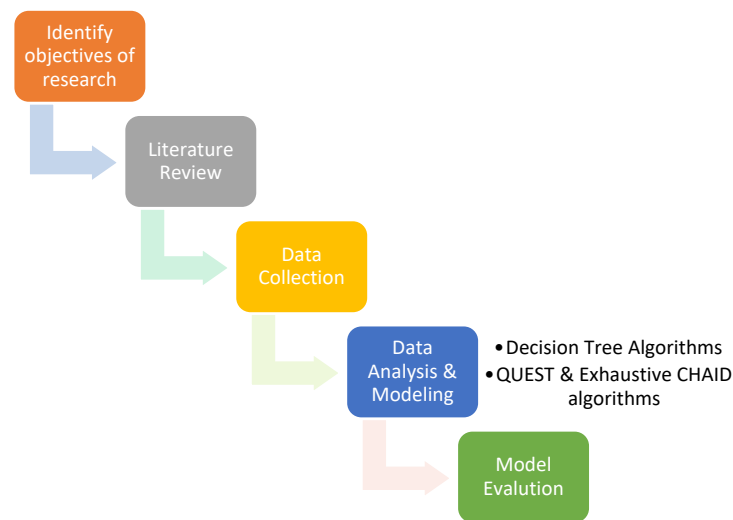 Identify
objectives of
research
Literature
Review
Data
Collection
Data
Analysis &
Modeling
•Decision Tree Algorithms
•QUEST & Exhaustive CHAID
algorithms
Model
Evalution